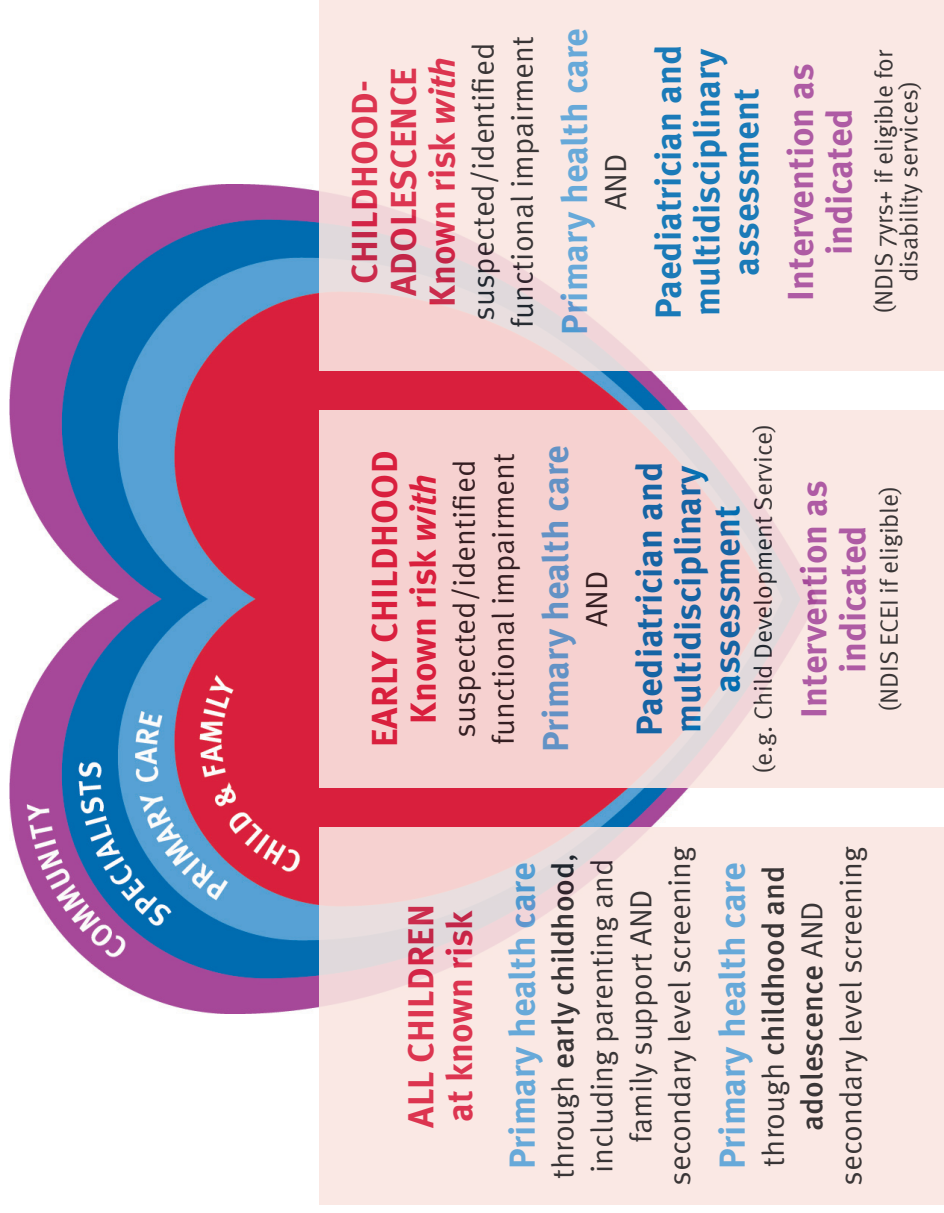 COMMUNITY
SPECIALISTS
PRIMARY CARE
CHILD & FAMILY
ALL CHILDREN
at known risk
Primary health care
through early childhood,
including parenting and
family support AND
secondary level screening
Primary health care
through childhood and
adolescence AND
secondary level screening
EARLY CHILDHOOD
Known risk with
suspected/identified
functional impairment
Primary health care
AND
Paediatrician and
multidisciplinary
assessment
(e.g. Child Development Service)
Intervention as
indicated
(NDIS ECEI if eligible)
CHILDHOOD-
ADOLESCENCE
Known risk with
suspected/identified
functional impairment
Primary health care
AND
Paediatrician and
multidisciplinary
assessment
Intervention as
indicated
(NDIS 7yrs+ if eligible for
disability services)